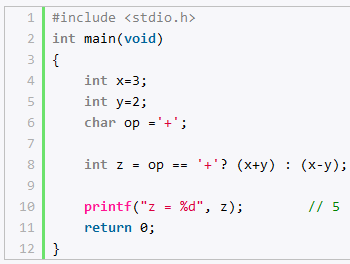 1 #include <stdio.h>
2 int main(void)
3 {
4     int x=3;
5     int y=2;
6     char op ='+';
7
8     int z = op == '+'? (x+y) : (x-y);
9
10     printf("z = %d", z);        // 5
11     return 0;
12 }